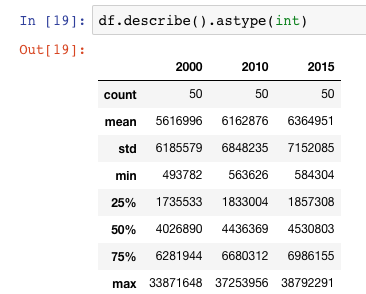 In [19]: df.describe().astype(int)
Out[19]:
2000 2010 2015
count 50 50 50
mean 5616996 6162876 6364951
std 6185579 6848235 7152085
min 493782 563626 584304
25% 1735533 1833004 1857308
50% 4026890 4436369 4530803
75% 6281944 6680312 6986155
max 33871648 37253956 38792291